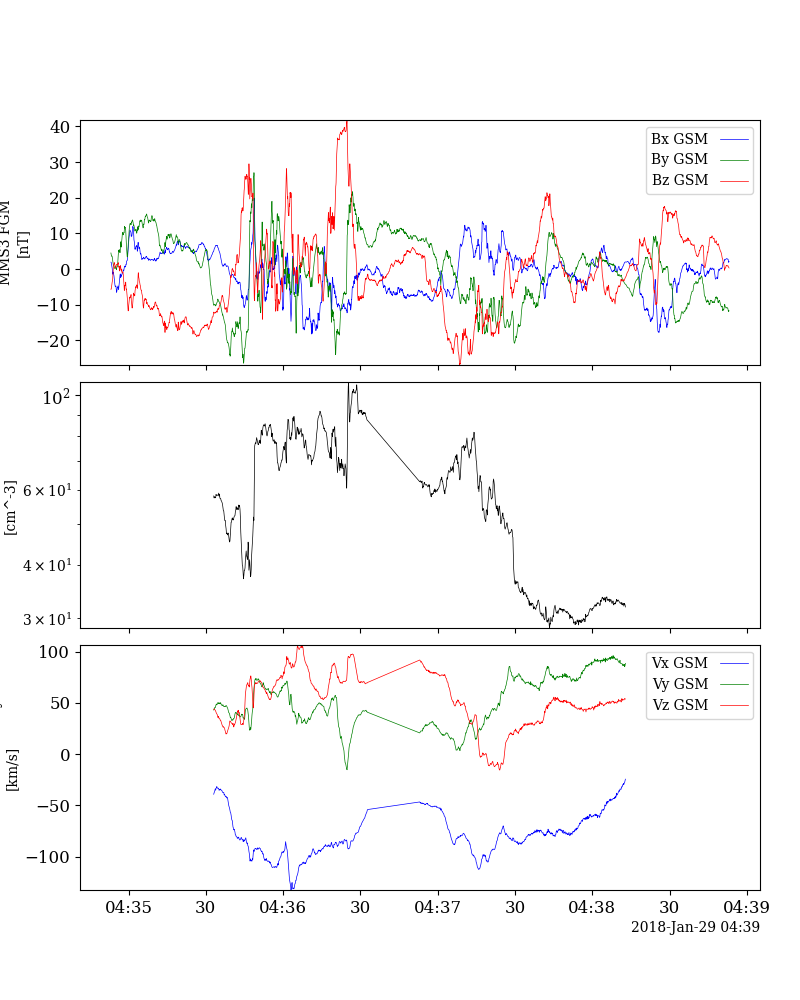 40
30
20
10
0
−10
−20
MMS3 FGM
[nT]
Bx GSM
By GSM
Bz GSM
10²
6 × 10¹
4 × 10¹
3 × 10¹
[cm^-3]
100
50
0
−50
−100
[km/s]
Vx GSM
Vy GSM
Vz GSM
04:35 30 04:36 30 04:37 30 04:38 30 04:39
2018-Jan-29 04:39